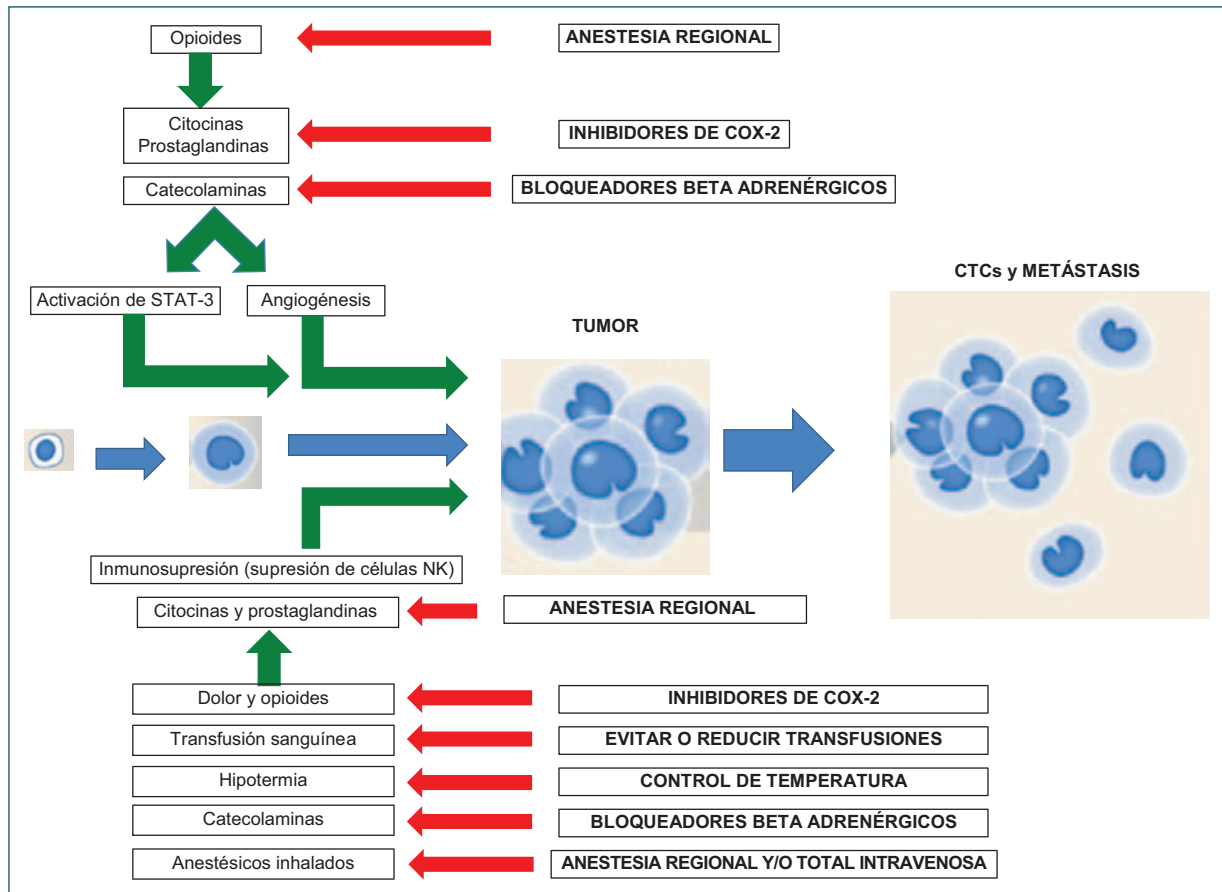 Opioides
ANESTESIA REGIONAL
Citocinas
Prostaglandinas
INHIBIDORES DE COX-2
Catecolaminas
BLOQUEADORES BETA ADRENÉRGICOS
Activación de STAT-3
Angiogénesis
TUMOR
CTCs y METÁSTASIS
Inmunosupresión (supresión de células NK)
Citocinas y prostaglandinas
ANESTESIA REGIONAL
Dolor y opioides
INHIBIDORES DE COX-2
Transfusión sanguínea
EVITAR O REDUCIR TRANSFUSIONES
Hipotermia
CONTROL DE TEMPERATURA
Catecolaminas
BLOQUEADORES BETA ADRENÉRGICOS
Anestésicos inhalados
ANESTESIA REGIONAL Y/O TOTAL INTRAVENOSA